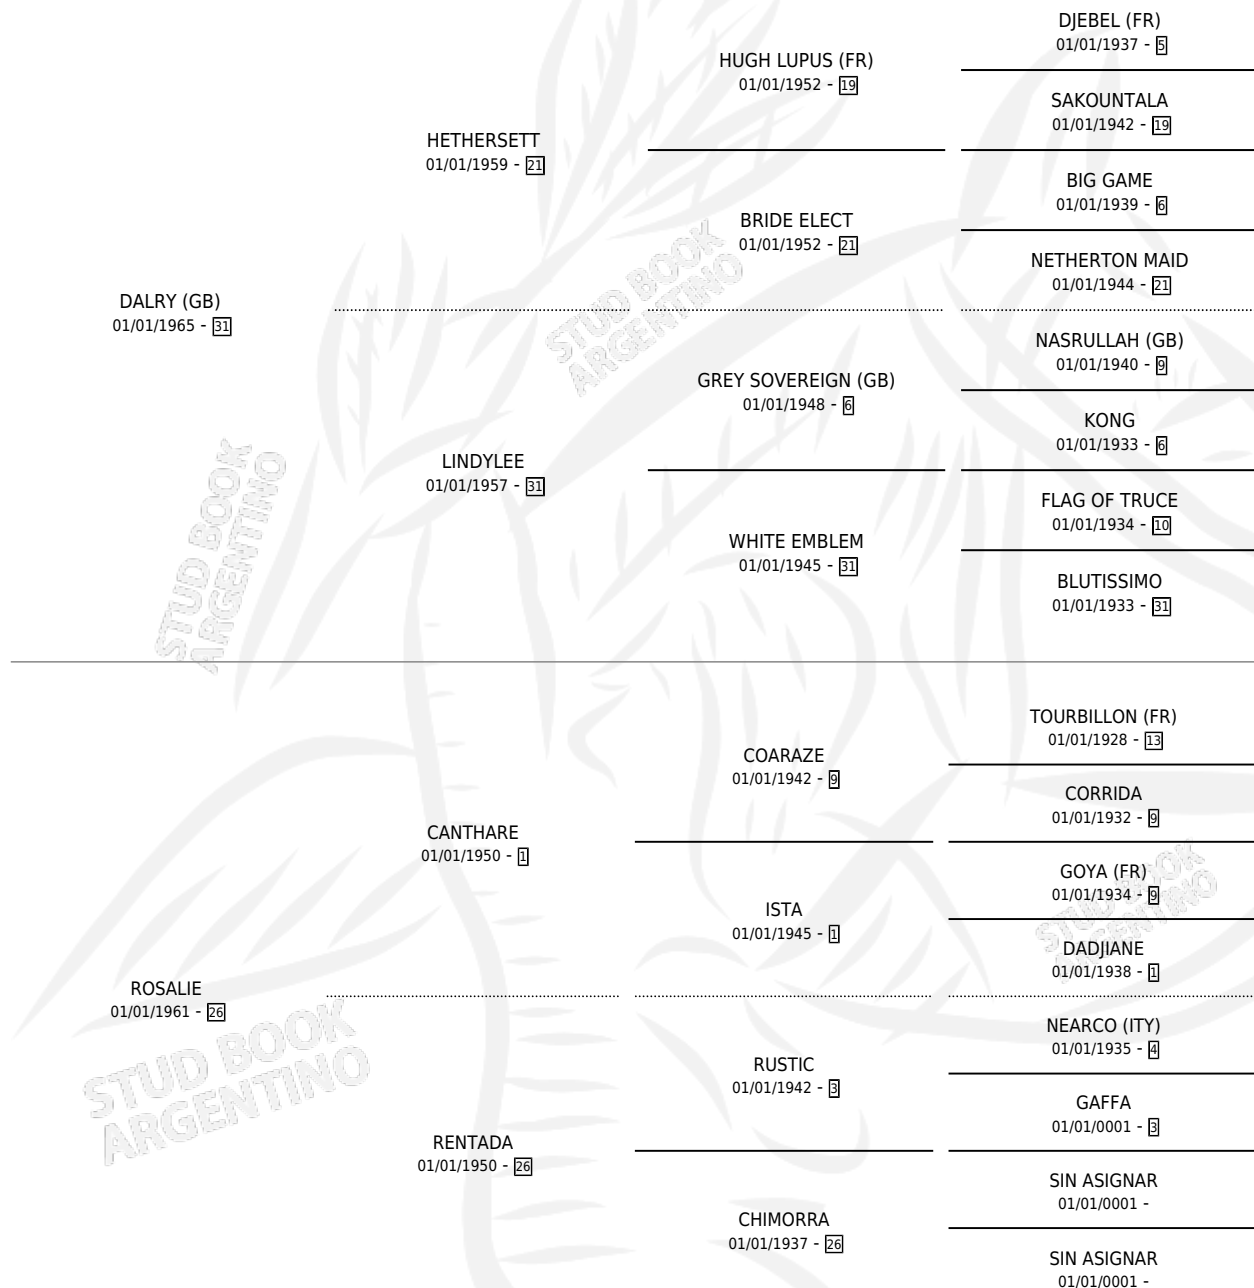 DALRY (GB)
01/01/1965 - 31
HETHERSETT
01/01/1959 - 21
LINDYLEE
01/01/1957 - 31
HUGH LUPUS (FR)
01/01/1952 - 19
BRIDE ELECT
01/01/1952 - 21
GREY SOVEREIGN (GB)
01/01/1948 - 6
WHITE EMBLEM
01/01/1945 - 31
DJEBEL (FR)
01/01/1937 - 5
SAKOUNTALA
01/01/1942 - 19
BIG GAME
01/01/1939 - 6
NETHERTON MAID
01/01/1944 - 21
NASRULLAH (GB)
01/01/1940 - 9
KONG
01/01/1933 - 6
FLAG OF TRUCE
01/01/1934 - 10
BLUTISSIMO
01/01/1933 - 31
ROSALIE
01/01/1961 - 26
CANTHARE
01/01/1950 - 1
RENTADA
01/01/1950 - 26
COARAZE
01/01/1942 - 9
ISTA
01/01/1945 - 1
RUSTIC
01/01/1942 - 3
CHIMORRA
01/01/1937 - 26
TOURBILLON (FR)
01/01/1928 - 13
CORRIDA
01/01/1932 - 9
GOYA (FR)
01/01/1934 - 9
DADJIANE
01/01/1938 - 1
NEARCO (ITY)
01/01/1935 - 4
GAFFA
01/01/0001 - 3
SIN ASIGNAR
01/01/0001 -
SIN ASIGNAR
01/01/0001 -
STUD BOOK
ARGENTINO
STUD BOOK
ARGENTINO
STUD BOOK
ARGENTINO
STUD BOOK
ARGENTINO